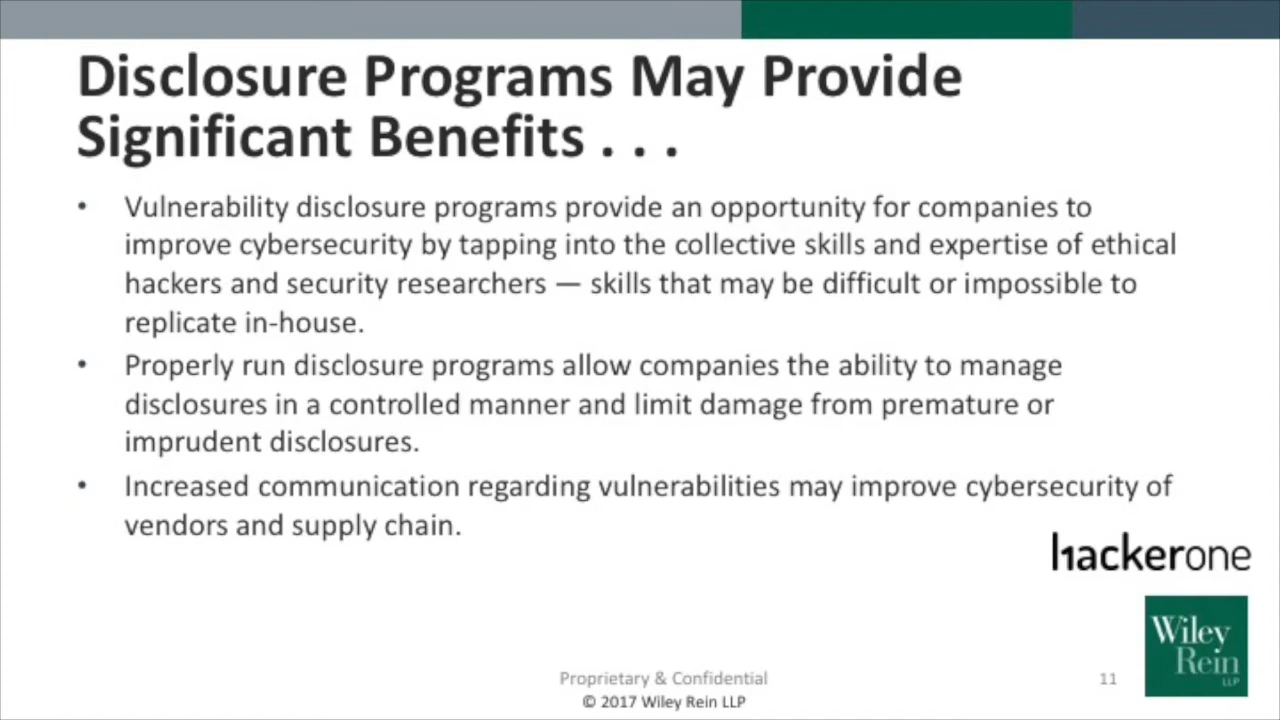 Disclosure Programs May Provide
Significant Benefits . . .
• Vulnerability disclosure programs provide an opportunity for companies to
improve cybersecurity by tapping into the collective skills and expertise of ethical
hackers and security researchers — skills that may be difficult or impossible to
replicate in-house.
• Properly run disclosure programs allow companies the ability to manage
disclosures in a controlled manner and limit damage from premature or
imprudent disclosures.
• Increased communication regarding vulnerabilities may improve cybersecurity of
vendors and supply chain.
hackerone
Wiley
Rein
LLP
Proprietary & Confidential
11
© 2017 Wiley Rein LLP